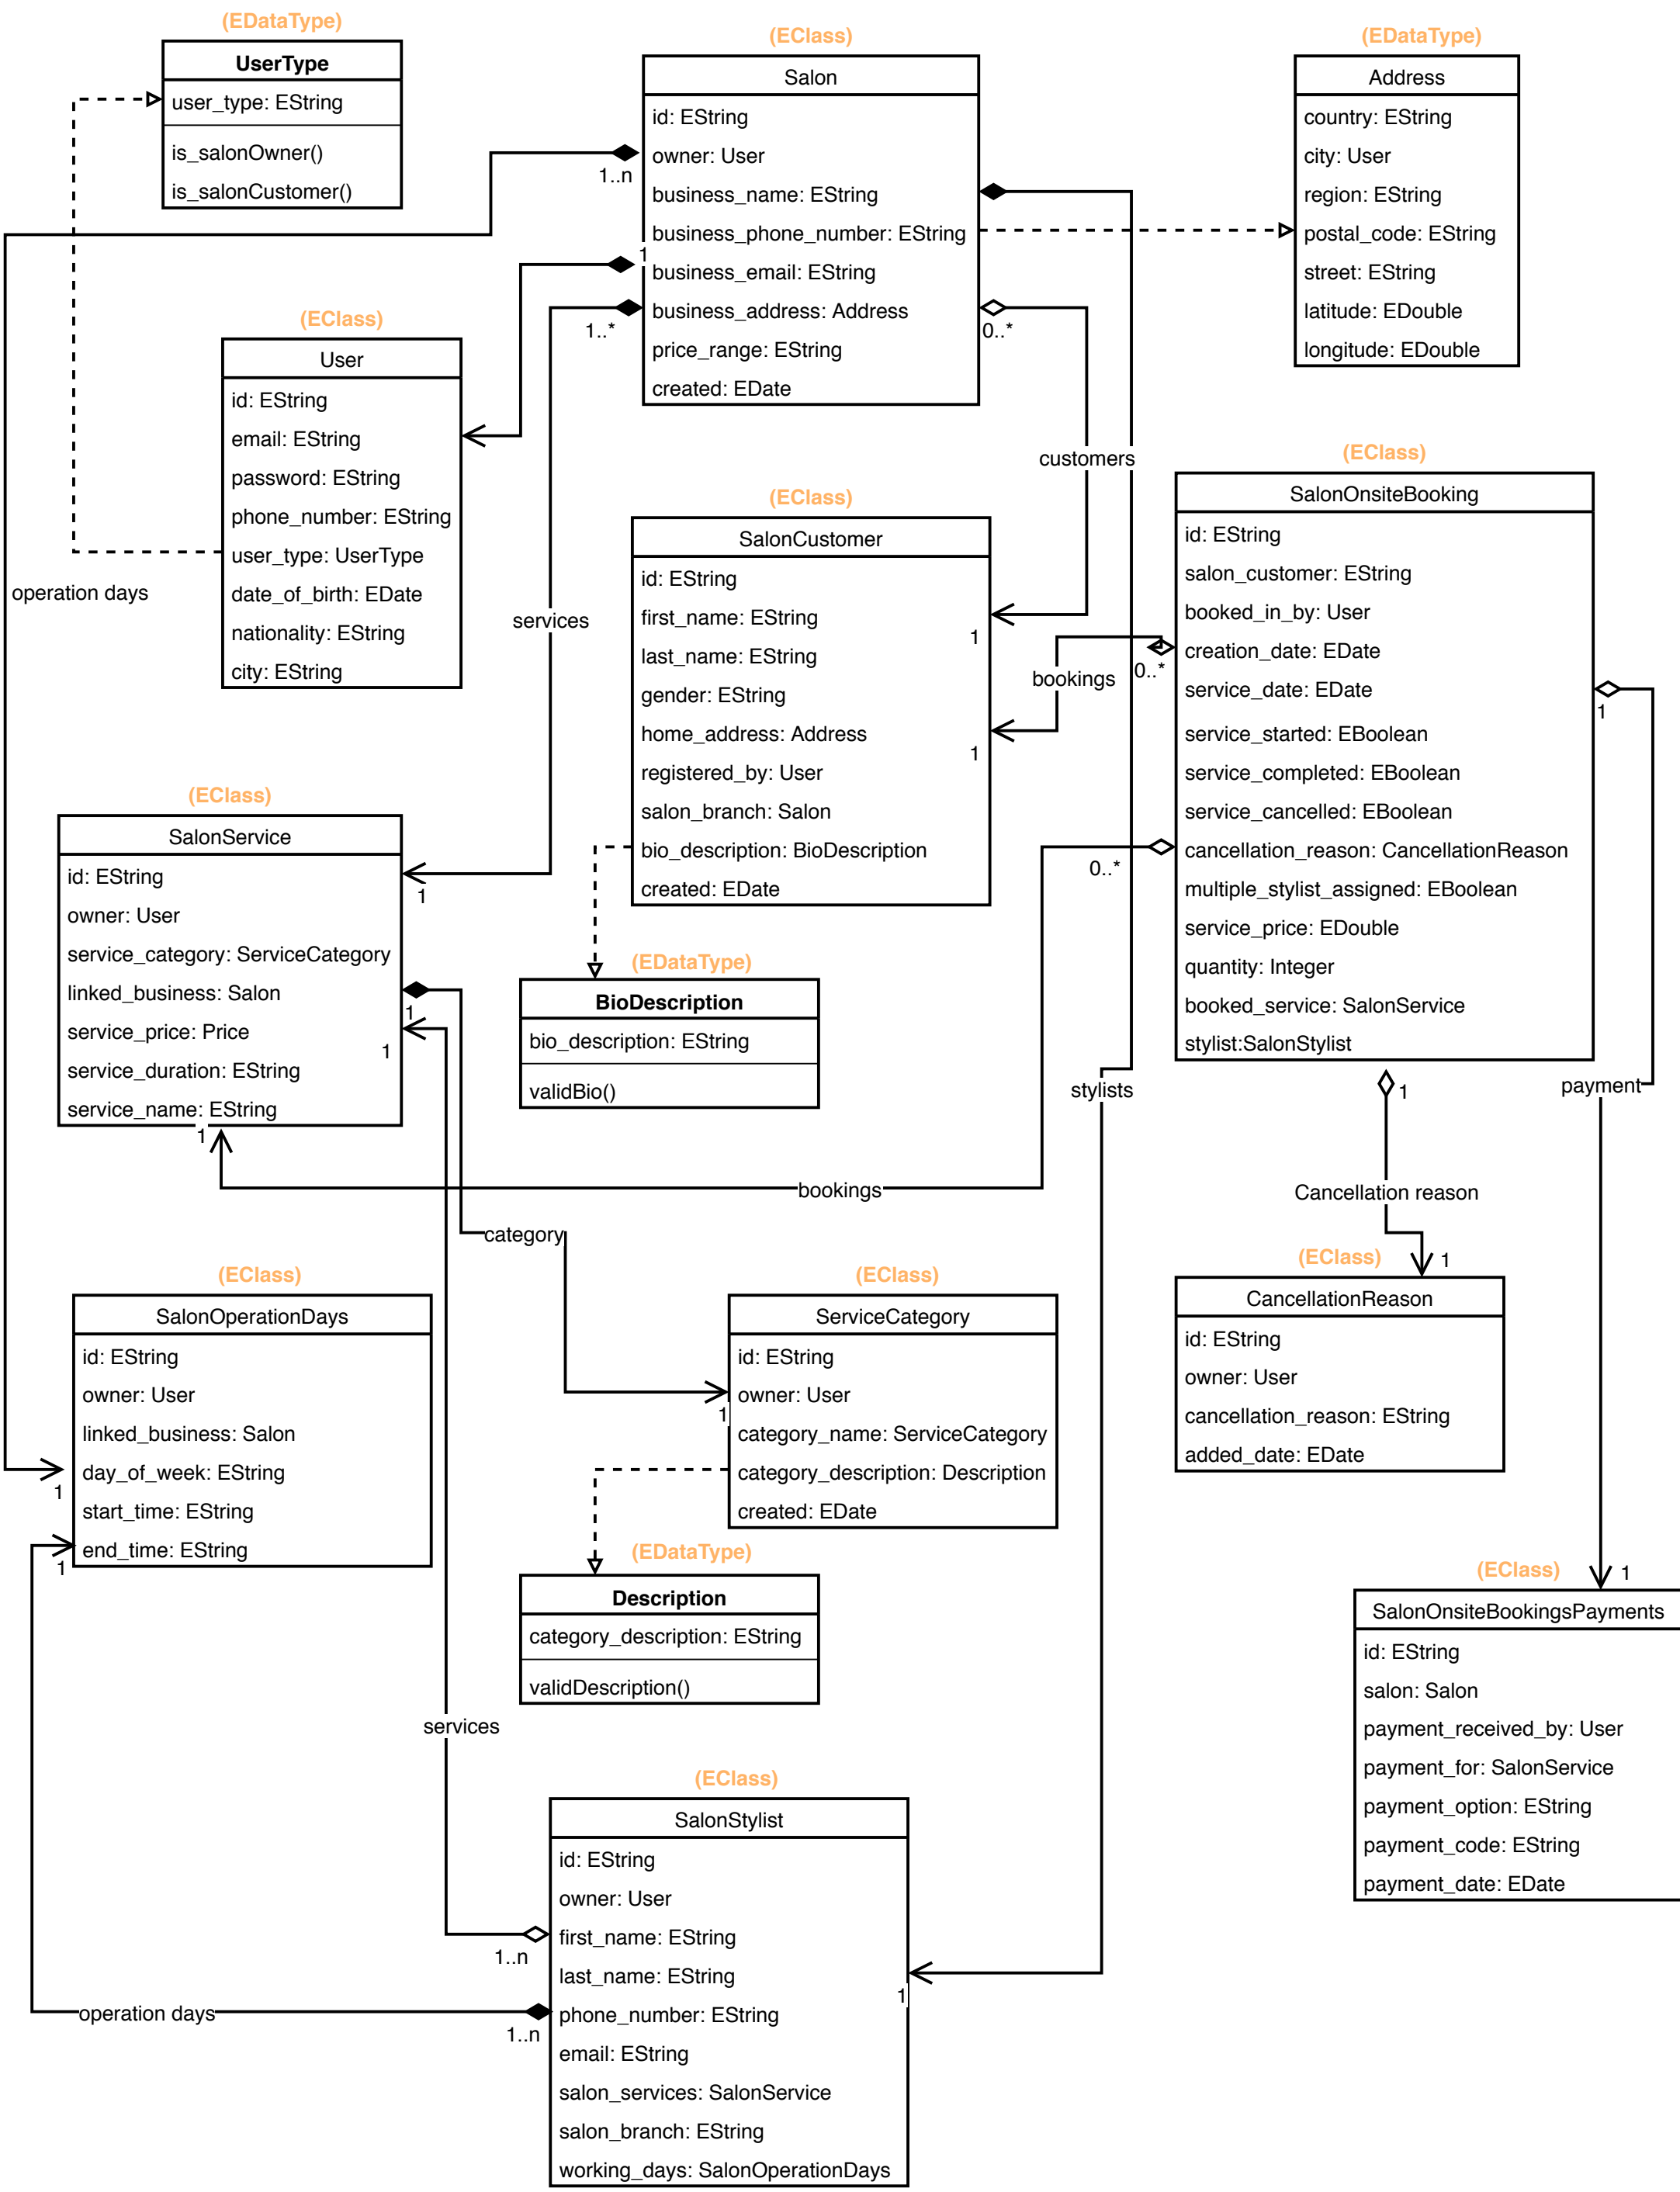 (EDataType)
UserType
user_type: EString
is_salonOwner()
is_salonCustomer()
(EClass)
Salon
id: EString
owner: User
business_name: EString
business_phone_number: EString
business_email: EString
business_address: Address
price_range: EString
created: EDate
(EDataType)
Address
country: EString
city: User
region: EString
postal_code: EString
street: EString
latitude: EDouble
longitude: EDouble
1..n
1
1..*
0..*
(EClass)
User
id: EString
email: EString
password: EString
phone_number: EString
user_type: UserType
date_of_birth: EDate
nationality: EString
city: EString
operation days
services
customers
(EClass)
SalonCustomer
id: EString
first_name: EString
last_name: EString
gender: EString
home_address: Address
registered_by: User
salon_branch: Salon
bio_description: BioDescription
created: EDate
1
1
bookings
0..*
(EClass)
SalonOnsiteBooking
id: EString
salon_customer: EString
booked_in_by: User
creation_date: EDate
service_date: EDate
service_started: EBoolean
service_completed: EBoolean
service_cancelled: EBoolean
cancellation_reason: CancellationReason
multiple_stylist_assigned: EBoolean
service_price: EDouble
quantity: Integer
booked_service: SalonService
stylist:SalonStylist
1
0..*
(EClass)
SalonService
id: EString
owner: User
service_category: ServiceCategory
linked_business: Salon
service_price: Price
service_duration: EString
service_name: EString
1
1
1
1
(EDataType)
BioDescription
bio_description: EString
validBio()
stylists
payment
1
bookings
Cancellation reason
category
(EClass)
CancellationReason
id: EString
owner: User
cancellation_reason: EString
added_date: EDate
1
(EClass)
SalonOperationDays
id: EString
owner: User
linked_business: Salon
day_of_week: EString
start_time: EString
end_time: EString
1
1
(EClass)
ServiceCategory
id: EString
owner: User
category_name: ServiceCategory
category_description: Description
created: EDate
1
(EDataType)
Description
category_description: EString
validDescription()
(EClass)
SalonOnsiteBookingsPayments
id: EString
salon: Salon
payment_received_by: User
payment_for: SalonService
payment_option: EString
payment_code: EString
payment_date: EDate
1
services
(EClass)
SalonStylist
id: EString
owner: User
first_name: EString
last_name: EString
phone_number: EString
email: EString
salon_services: SalonService
salon_branch: EString
working_days: SalonOperationDays
1..n
1
operation days
1..n